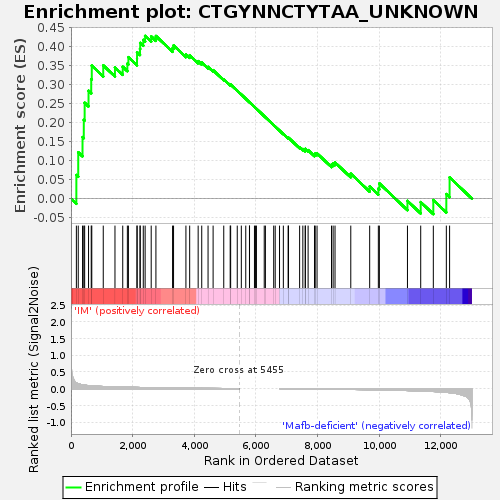 Enrichment plot: CTGYNNCTYTAA_UNKNOWN
Enrichment score (ES)
0.45
0.40
0.35
0.30
0.25
0.20
0.15
0.10
0.05
0.00
-0.05
'IM' (positively correlated)
Ranked list metric (Signal2Noise)
2.5
2.0
1.5
1.0
0.5
0.0
-0.5
-1.0
Zero cross at 5455
'Mafb-deficient' (negatively correlated)
0 2,000 4,000 6,000 8,000 10,000 12,000
Rank in Ordered Dataset
Enrichment profile Hits Ranking metric scores